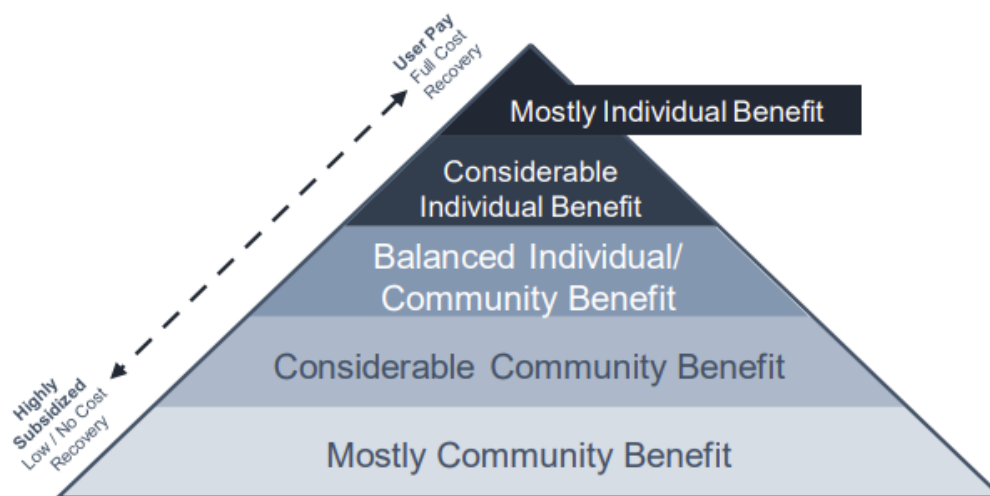 User Pay
Full Cost
Recovery
Mostly Individual Benefit
Considerable
Individual Benefit
Balanced Individual/
Community Benefit
Considerable Community Benefit
Highly
Subsidized
Low / No Cost
Recovery
Mostly Community Benefit